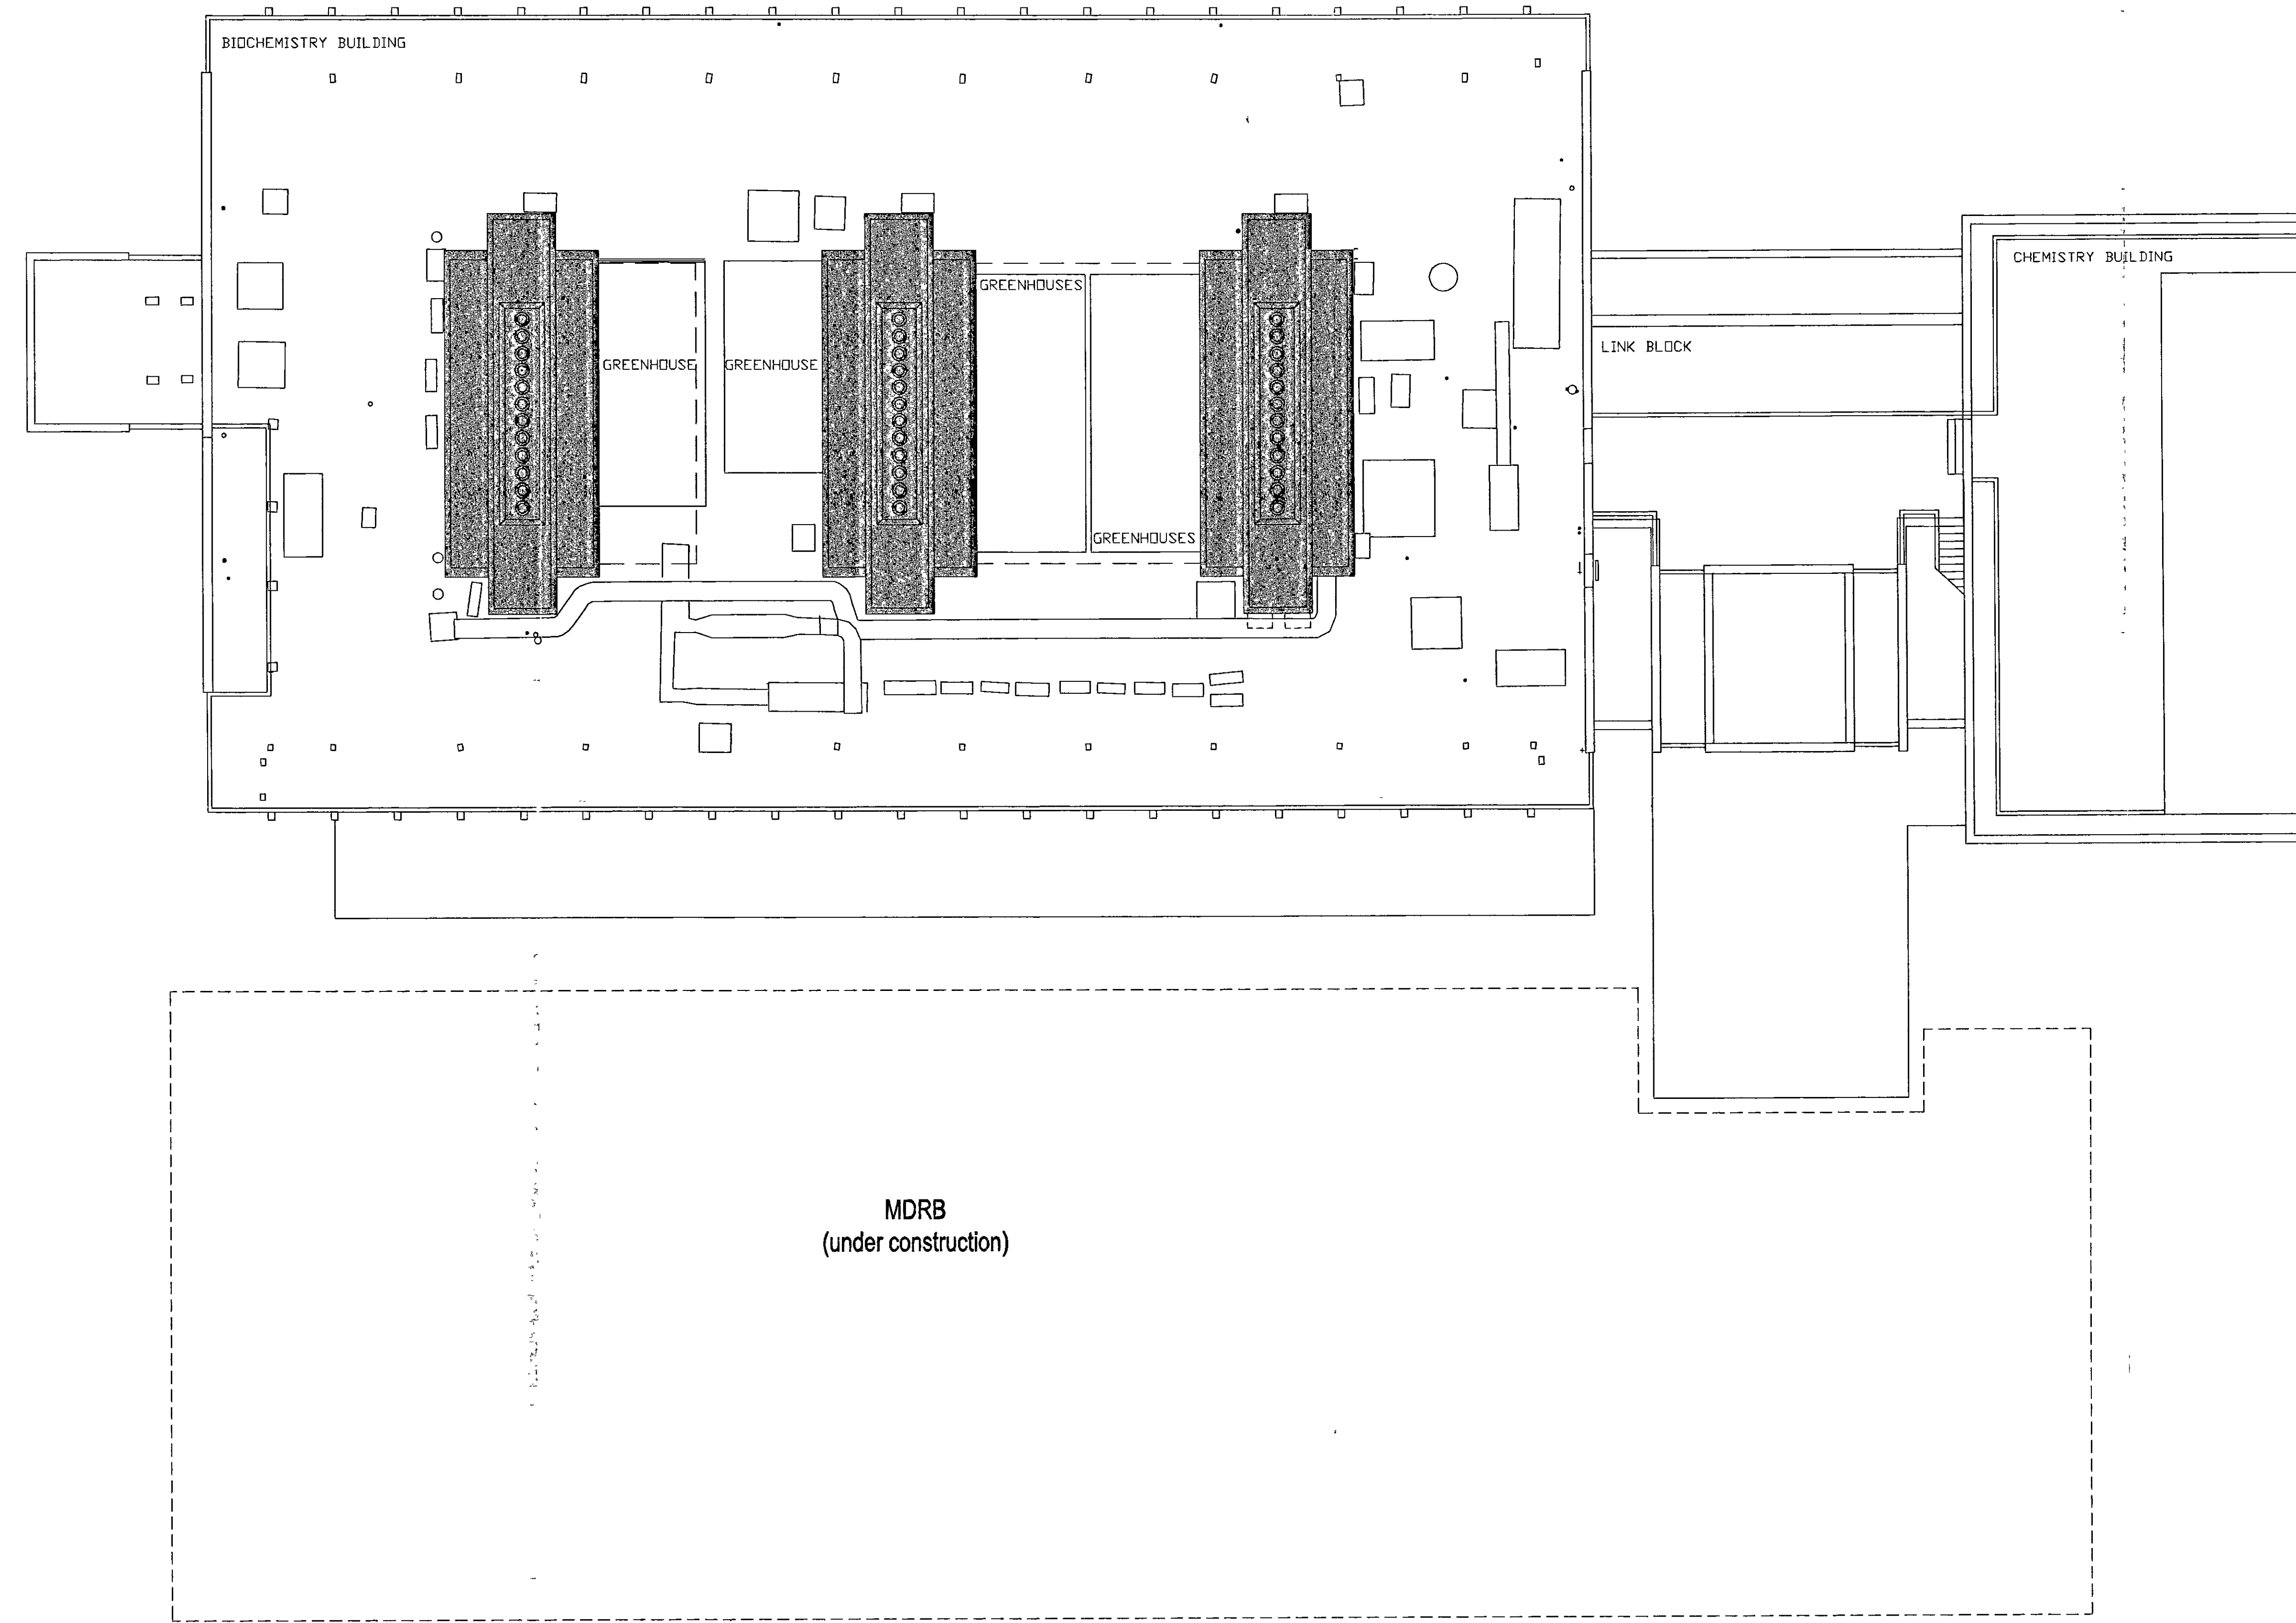 BIOCHEMISTRY BUILDING
CHEMISTRY BUILDING
GREENHOUSES
LINK BLOCK
GREENHOUSE
GREENHOUSE
GREENHOUSES
MDRB
(under construction)